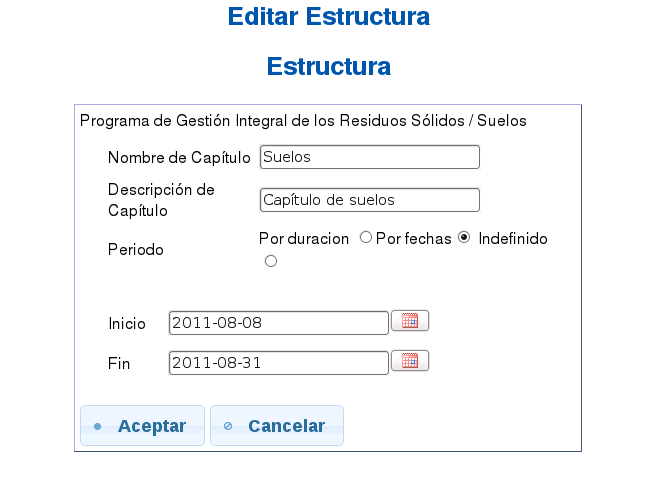 Editar Estructura
Estructura
Programa de Gestión Integral de los Residuos Sólidos / Suelos
Nombre de Capítulo Suelos
Descripción de
Capítulo
Capítulo de suelos
Periodo
Por duracion Por fechas Indefinido
Inicio 2011-08-08
Fin 2011-08-31
Aceptar Cancelar